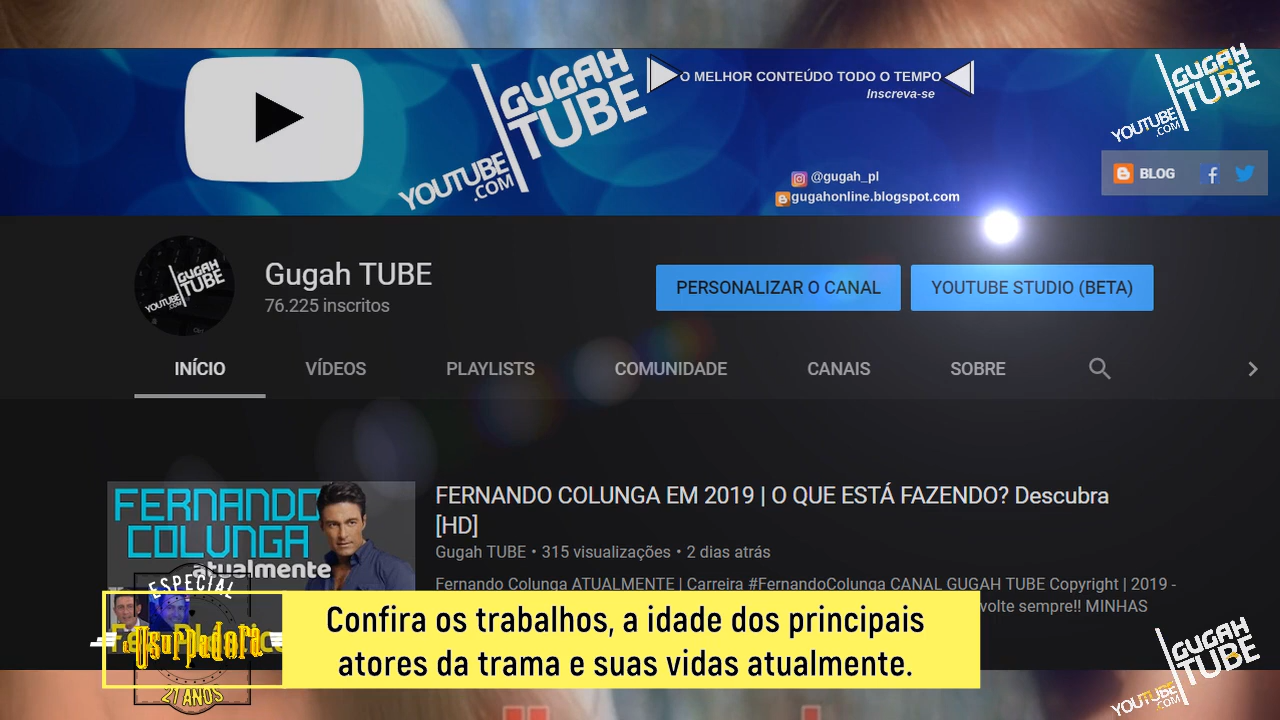 GUGAH
TUBE
YOUTUBE
.COM
O MELHOR CONTEÚDO TODO O TEMPO
Inscreva-se
@gugah_pl
gugahonline.blogspot.com
GUGAH
TUBE
YOUTUBE
.COM
BLOG
GUGAH
TUBE
YOUTUBE
.COM
Gugah TUBE
76.225 inscritos
PERSONALIZAR O CANAL
YOUTUBE STUDIO (BETA)
INÍCIO
VÍDEOS
PLAYLISTS
COMUNIDADE
CANAIS
SOBRE
FERNANDO
COLUNGA
atualmente
FERNANDO COLUNGA EM 2019 | O QUE ESTÁ FAZENDO? Descubra
[HD]
Gugah TUBE • 315 visualizações • 2 dias atrás
Fernando Colunga ATUALMENTE | Carreira #FernandoColunga CANAL GUGAH TUBE Copyright | 2019 -
volte sempre!! MINHAS
ESPECIAL
a Usurpadora
21 ANOS
Confira os trabalhos, a idade dos principais
atores da trama e suas vidas atualmente.
GUGAH
TUBE
YOUTUBE
.COM